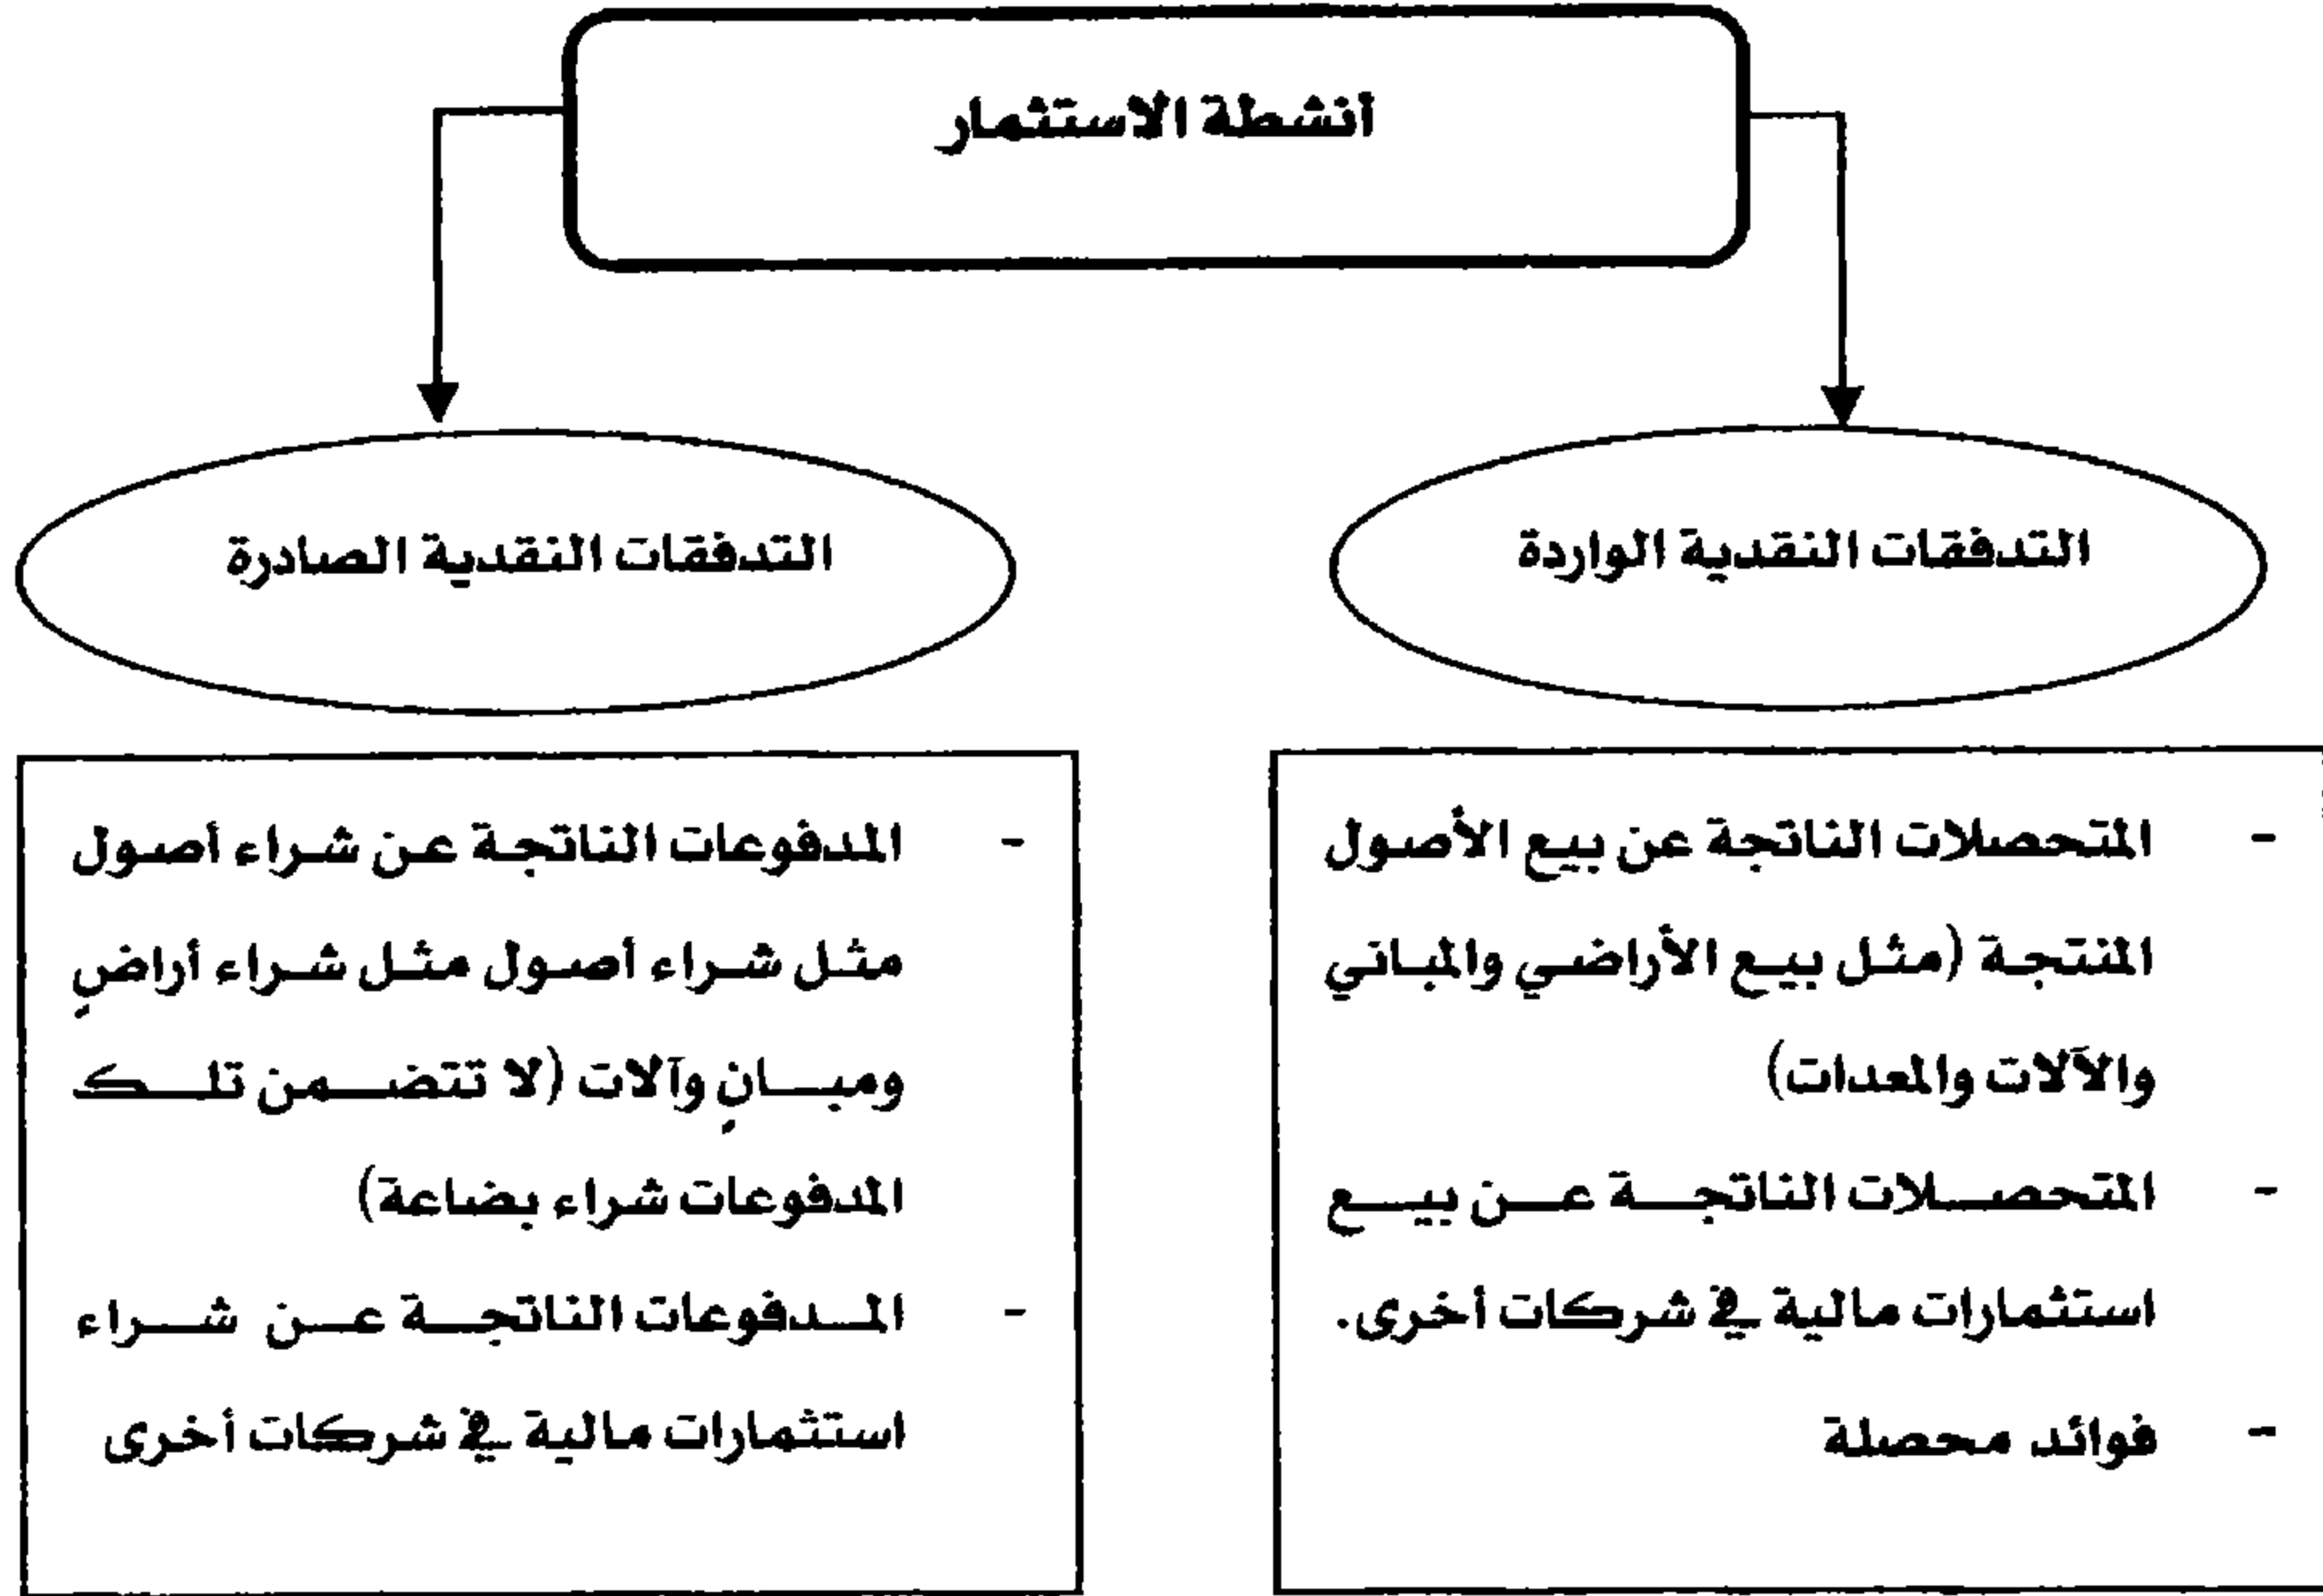 أنشطة الاستثمار
التدفقات النقدية الواردة
التدفقات النقدية الصادرة
- المتحصلات الناتجة عن بيع الأصول
المنتجة (مثل بيع الأراضي والمباني
والآلات والمعدات)
- المتحصلات الناتجة عن بيع
استثمارات مالية في شركات أخرى.
- فوائد محصلة
- المدفوعات الناتجة عن شراء أصول
مثل شراء أصول مثل شراء أراضٍ
ومبانٍ وآلات (لا تتضمن تلك
المدفوعات شراء بضاعة)
- المدفوعات الناتجة عن شراء
استثمارات مالية في شركات أخرى